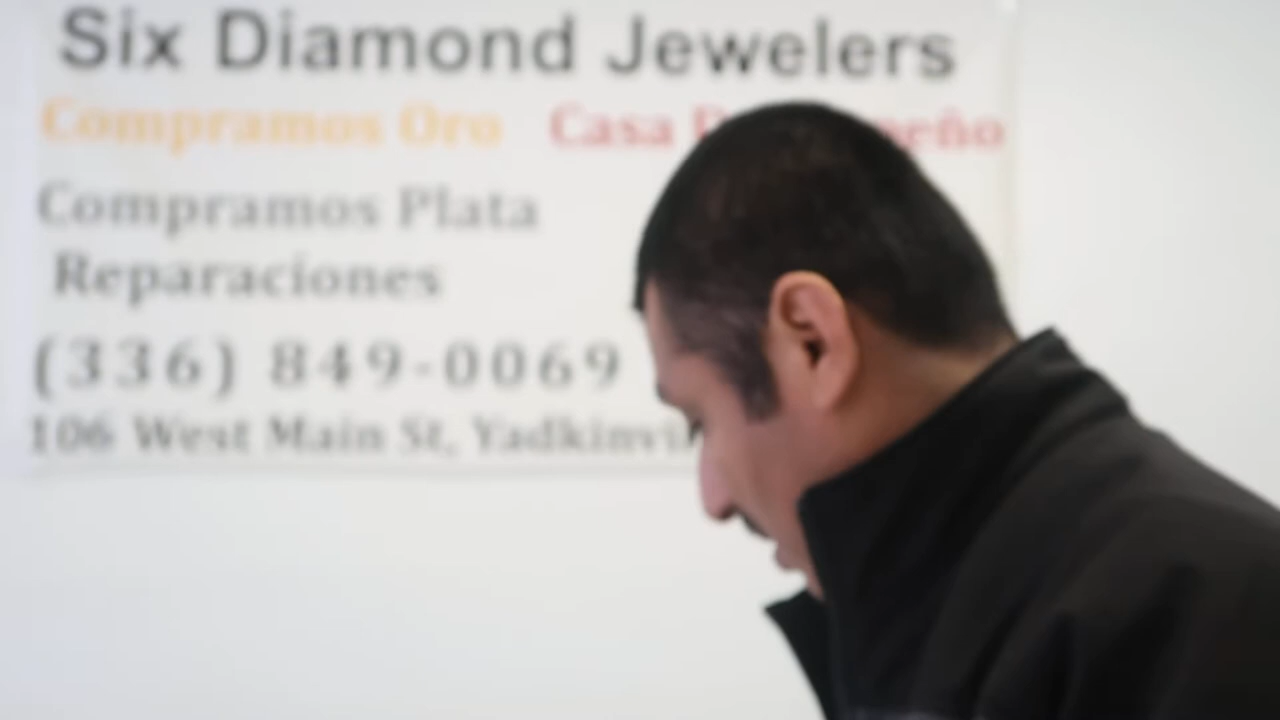 Six Diamond Jewelers
Compramos Oro Casa
Compramos Plata
Reparaciones
(336) 849-0069
106 West Main St,